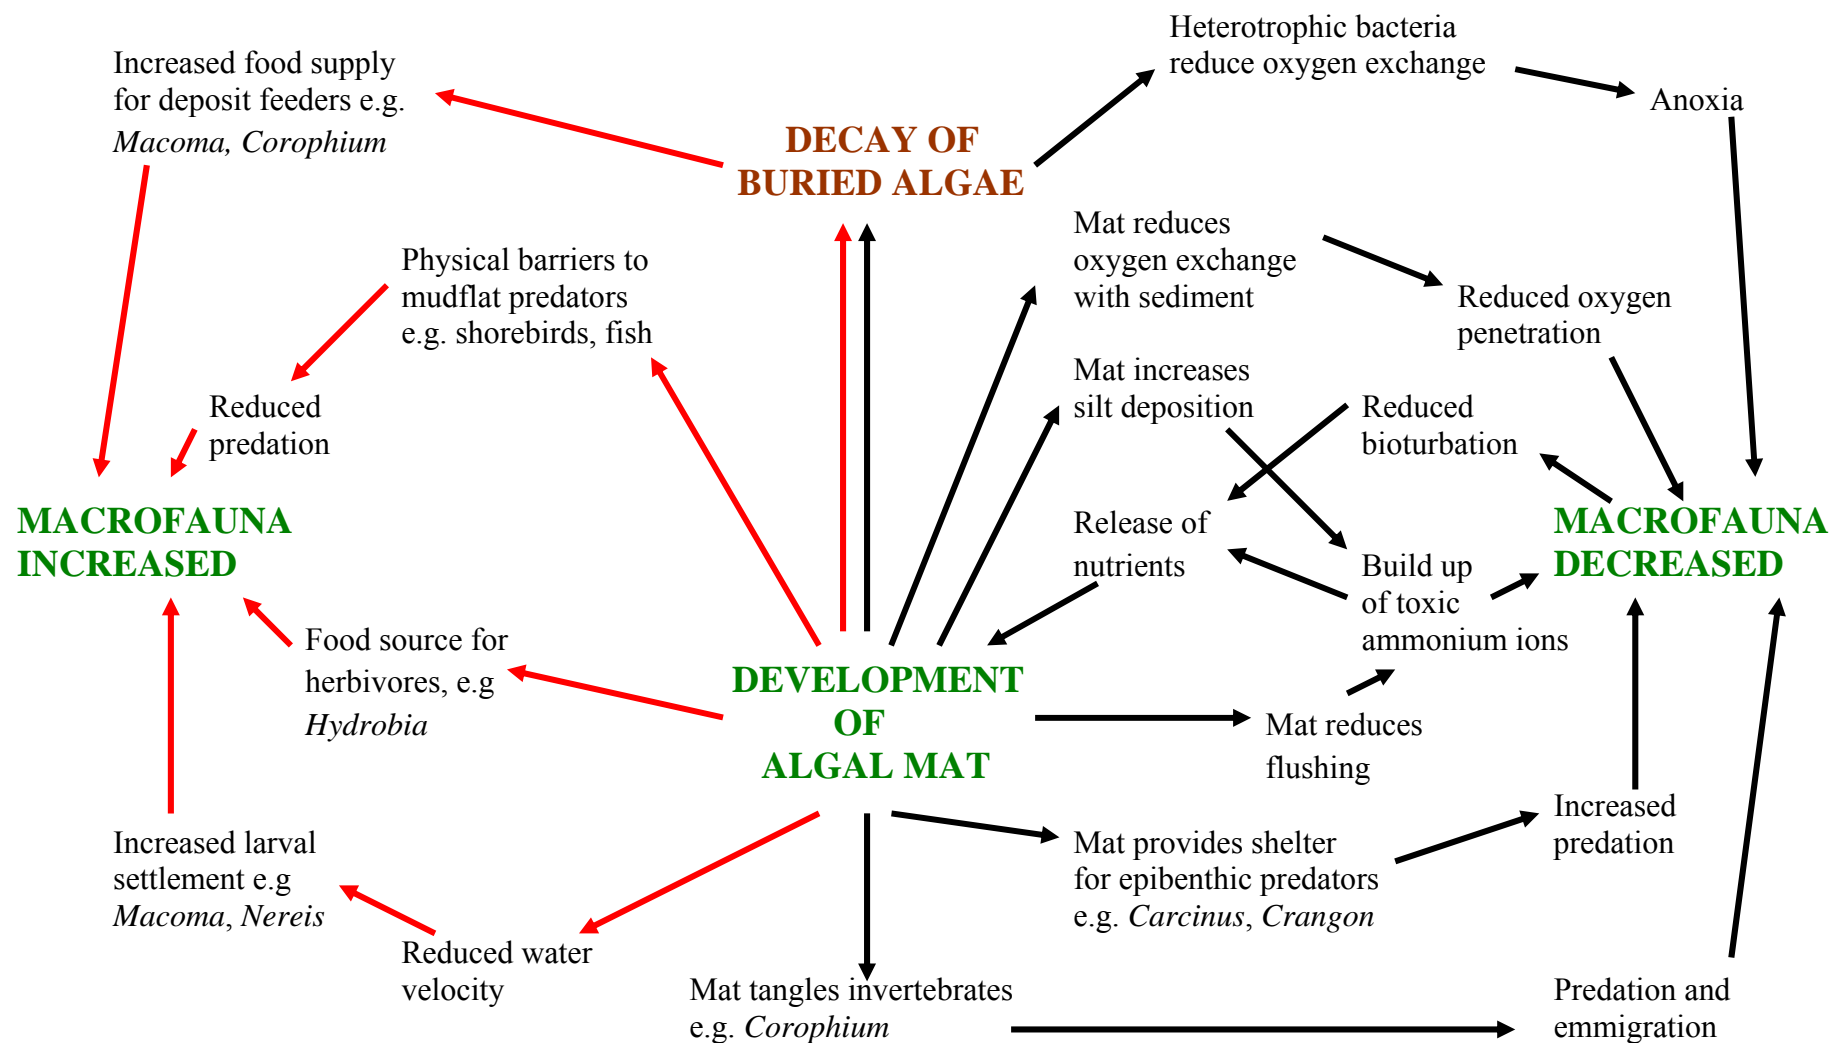 Heterotrophic bacteria
reduce oxygen exchange
Increased food supply
for deposit feeders e.g.
Macoma, Corophium
Anoxia
DECAY OF
BURIED ALGAE
Mat reduces
oxygen exchange
with sediment
Physical barriers to
mudflat predators
e.g. shorebirds, fish
Reduced oxygen
penetration
Mat increases
silt deposition
Reduced
predation
Reduced
bioturbation
MACROFAUNA
INCREASED
Release of
nutrients
MACROFAUNA
DECREASED
Build up
of toxic
ammonium ions
Food source for
herbivores, e.g
Hydrobia
DEVELOPMENT
OF
ALGAL MAT
Mat reduces
flushing
Increased
predation
Increased larval
settlement e.g
Macoma, Nereis
Mat provides shelter
for epibenthic predators
e.g. Carcinus, Crangon
Reduced water
velocity
Mat tangles invertebrates
e.g. Corophium
Predation and
emmigration